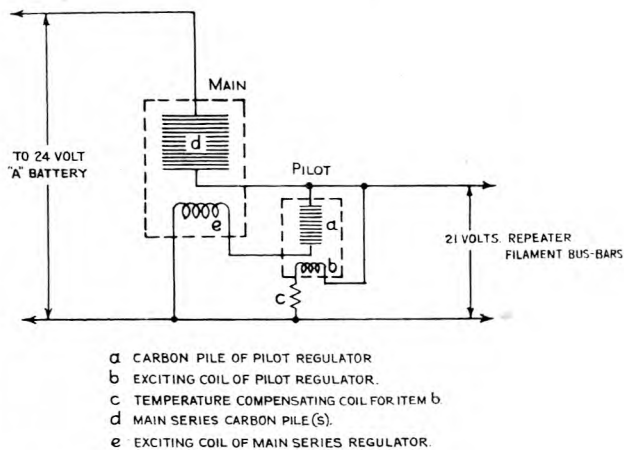 MAIN
d
TO 24 VOLT
"A" BATTERY
PILOT
a
e
b
21 VOLTS. REPEATER
FILAMENT BUS-BARS
c
a CARBON PILE OF PILOT REGULATOR
b EXCITING COIL OF PILOT REGULATOR.
c TEMPERATURE COMPENSATING COIL FOR ITEM b.
d MAIN SERIES CARBON PILE(S).
e EXCITING COIL OF MAIN SERIES REGULATOR.